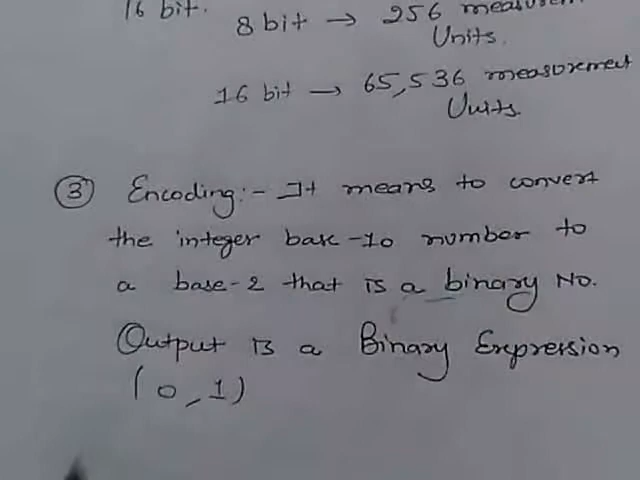 16 bit.
8 bit → 256 measurem
Units.
16 bit → 65,536 measurement
Units.
③ Encoding:- It means to convert
the integer base-10 number to
a base-2 that is a binary No.
Output is a Binary Expression
(0,1)